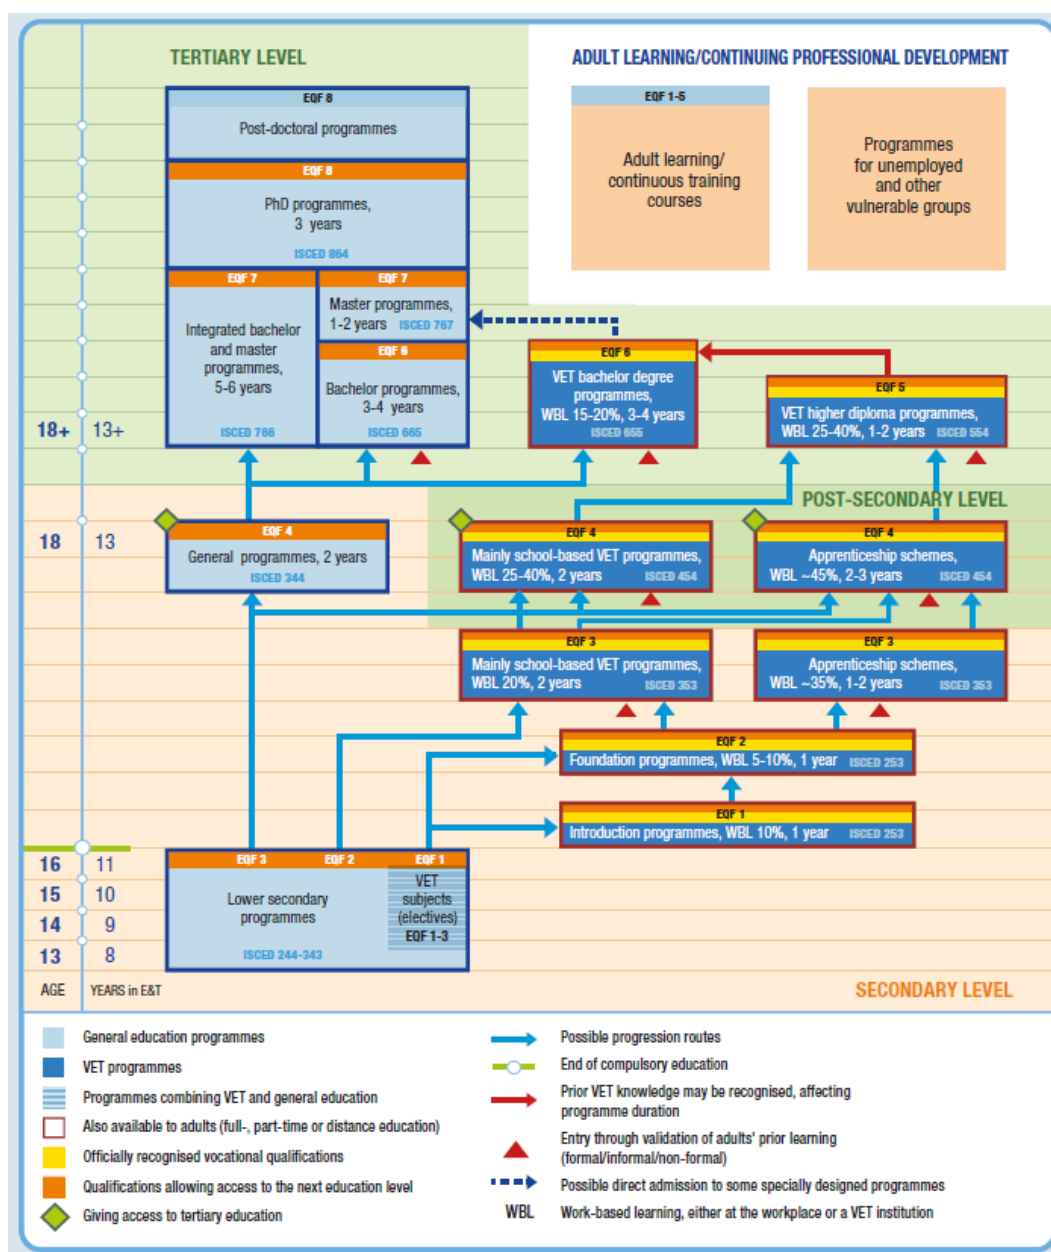 TERTIARY LEVEL
ADULT LEARNING/CONTINUING PROFESSIONAL DEVELOPMENT
EQF 8
Post-doctoral programmes
EQF 8
PhD programmes,
3 years
ISCED 864
EQF 1-5
Adult learning/
continuous training
courses
Programmes
for unemployed
and other
vulnerable groups
EQF 7
Integrated bachelor
and master
programmes,
5-6 years
ISCED 766
EQF 7
Master programmes,
1-2 years ISCED 767
EQF 6
Bachelor programmes,
3-4 years
ISCED 665
EQF 6
VET bachelor degree
programmes,
WBL 15-20%, 3-4 years
ISCED 655
EQF 5
VET higher diploma programmes,
WBL 25-40%, 1-2 years ISCED 554
18+ 13+
POST-SECONDARY LEVEL
18 13
EQF 4
General programmes, 2 years
ISCED 344
EQF 4
Mainly school-based VET programmes,
WBL 25-40%, 2 years ISCED 454
EQF 4
Apprenticeship schemes,
WBL ~45%, 2-3 years ISCED 454
EQF 3
Mainly school-based VET programmes,
WBL 20%, 2 years ISCED 353
EQF 3
Apprenticeship schemes,
WBL ~35%, 1-2 years ISCED 353
EQF 2
Foundation programmes, WBL 5-10%, 1 year ISCED 253
EQF 1
Introduction programmes, WBL 10%, 1 year ISCED 253
16 11
15 10
14 9
13 8
AGE YEARS in E&T
EQF 3 EQF 2 EQF 1
Lower secondary
programmes
ISCED 244-343
VET
subjects
(electives)
EQF 1-3
SECONDARY LEVEL
General education programmes
VET programmes
Programmes combining VET and general education
Also available to adults (full-, part-time or distance education)
Officially recognised vocational qualifications
Qualifications allowing access to the next education level
Giving access to tertiary education
Possible progression routes
End of compulsory education
Prior VET knowledge may be recognised, affecting
programme duration
Entry through validation of adults' prior learning
(formal/informal/non-formal)
Possible direct admission to some specially designed programmes
WBL Work-based learning, either at the workplace or a VET institution